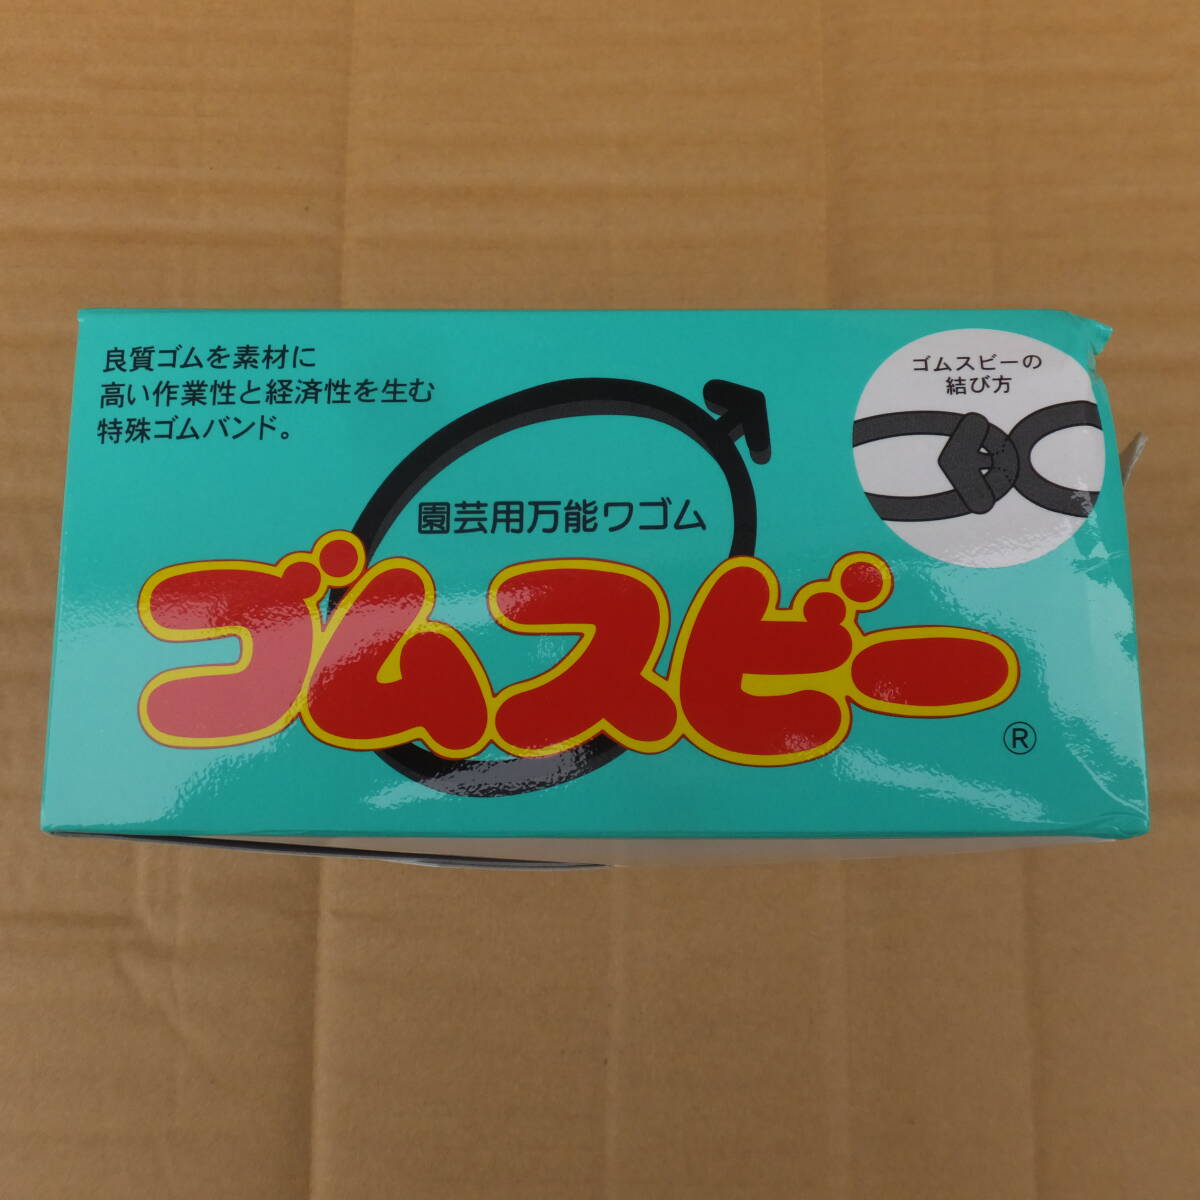 良質ゴムを素材に
高い作業性と経済性を生む
特殊ゴムバンド。
ゴムスビーの
結び方
園芸用万能ワゴム
ゴムスビー
®